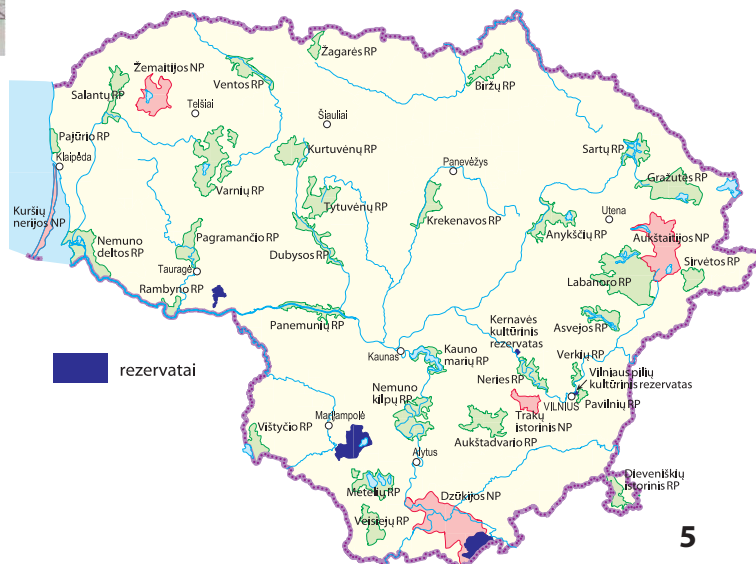 Žagarės RP
Žemaitijos NP
Ventos RP
Biržų RP
Salantų RP
Telšiai
Šiauliai
Pajūrio RP
Klaipėda
Kurtuvėnų RP
Sartų RP
Panevėžys
Gražutės RP
Varnių RP
Tytuvėnų RP
Kuršių
nerijos NP
Krekenavos RP
Utena
Anykščių RP
Nemuno
deltos RP
Pagramančio RP
Aukštaitijos NP
Dubysos RP
Sirvėtos RP
Tauragė
Labanoro RP
Rambyno RP
Panemunių RP
Kernavės
kultūrinis
rezervatas
Asvejos RP
Kaunas
Kauno
marių RP
Verkių RP
Neries RP
Vilniaus pilių
kultūrinis rezervatas
rezervatai
Nemuno
kilpų RP
VILNIUS
Pavilnių RP
Marijampolė
Trakų
istorinis NP
Vištyčio RP
Aukštadvario RP
Alytus
Dieveniškių
istorinis RP
Metelių RP
Dzūkijos NP
Veisiejų RP
5